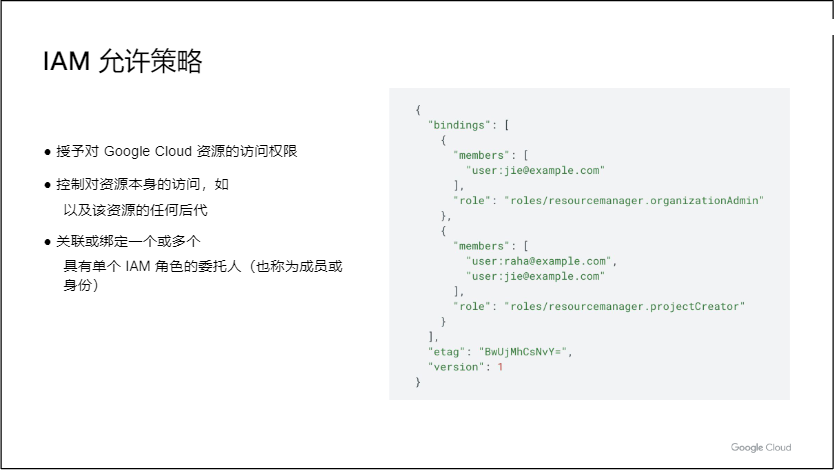 IAM 允许策略
● 授予对 Google Cloud 资源的访问权限
● 控制对资源本身的访问，如
以及该资源的任何后代
● 关联或绑定一个或多个
具有单个 IAM 角色的委托人（也称为成员或
身份）
{
"bindings": [
{
"members": [
"user:jie@example.com"
],
"role": "roles/resourcemanager.organizationAdmin"
},
{
"members": [
"user:raha@example.com",
"user:jie@example.com"
],
"role": "roles/resourcemanager.projectCreator"
}
],
"etag": "BwUjMhCsNvY=",
"version": 1
}
Google Cloud